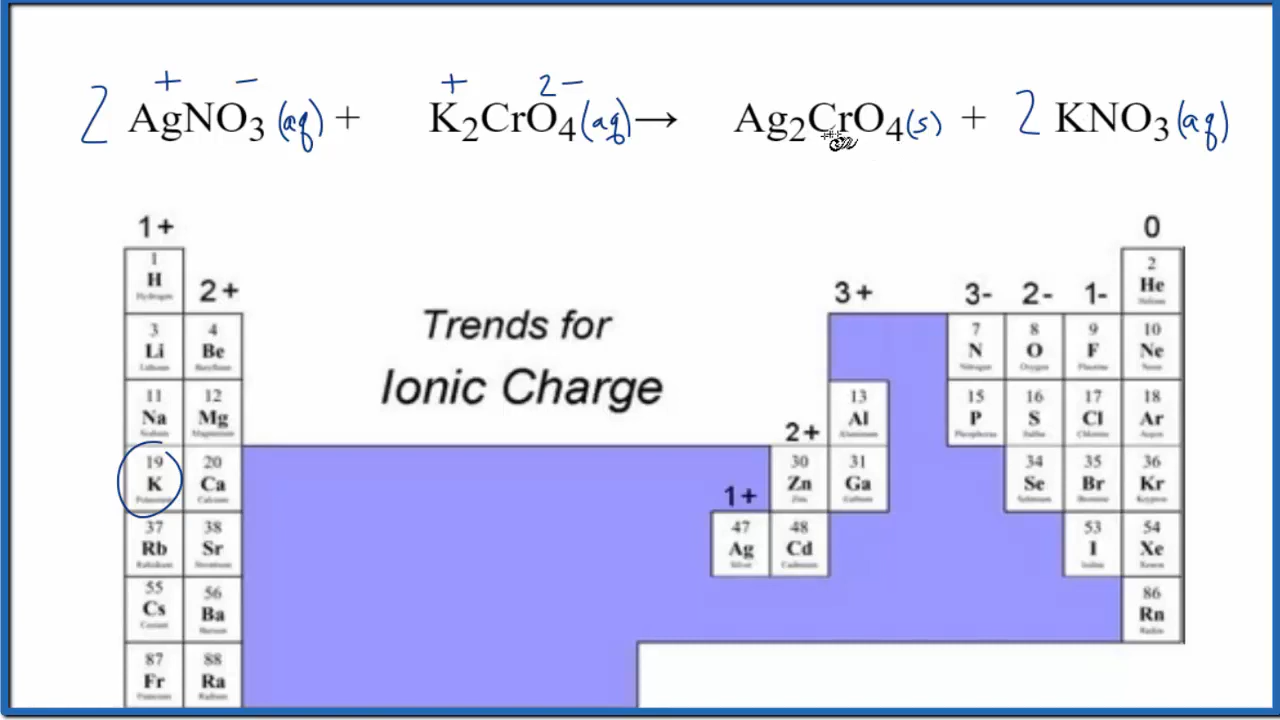 2 AgNO₃(aq) + K₂CrO₄(aq) → Ag₂CrO₄(s) + 2 KNO₃(aq)
+ − + 2−
1+ 0
1 2
H He
Hydrogen Helium
2+ 3+ 3- 2- 1-
Trends for
Ionic Charge
3 4 7 8 9 10
Li Be N O F Ne
Lithium Beryllium Nitrogen Oxygen Fluorine Neon
11 12 13 15 16 17 18
Na Mg Al P S Cl Ar
Sodium Magnesium Aluminum Phosphorus Sulfur Chlorine Argon
2+
19 20 30 31 34 35 36
K Ca Zn Ga Se Br Kr
Potassium Calcium Zinc Gallium Selenium Bromine Krypton
1+
37 38 47 48 53 54
Rb Sr Ag Cd I Xe
Rubidium Strontium Silver Cadmium Iodine Xenon
55 56 86
Cs Ba Rn
Cesium Barium Radon
87 88
Fr Ra
Francium Radium